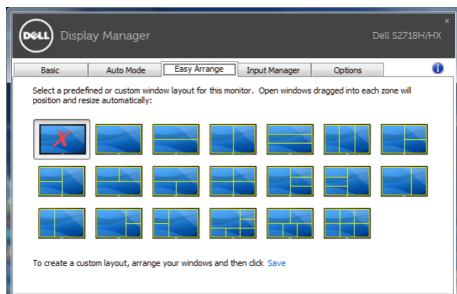 DELL Display Manager
Dell S2718H/HX
x
Basic Auto Mode Easy Arrange Input Manager Options i
Select a predefined or custom window layout for this monitor. Open windows dragged into each zone will
position and resize automatically:
X
To create a custom layout, arrange your windows and then click Save